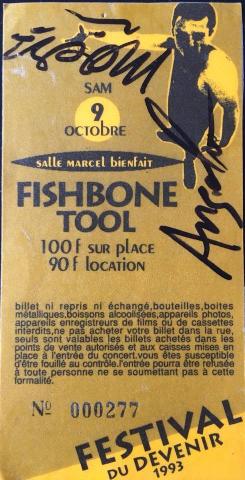 SAM
9
OCTOBRE
SALLE MARCEL BIENFAIT
FISHBONE
TOOL
100f SUR PLACE
90f LOCATION
billet ni repris ni échangé,bouteilles,boites
métalliques,boissons alcoolisées,appareils photos,
appareils enregistreurs de films ou de cassettes
interdits,ne pas acheter votre billet dans la rue,
seuls sont valables les billets achetés dans les
points de vente autorisés et aux caisses mises en
place à l'entrée du concert.vous êtes susceptible
d'être fouillé au contrôle.l'entrée pourra être refusée
à toute personne ne se soumettant pas à cette
formalité.
Nº 000277
FESTIVAL
DU DEVENIR
1993